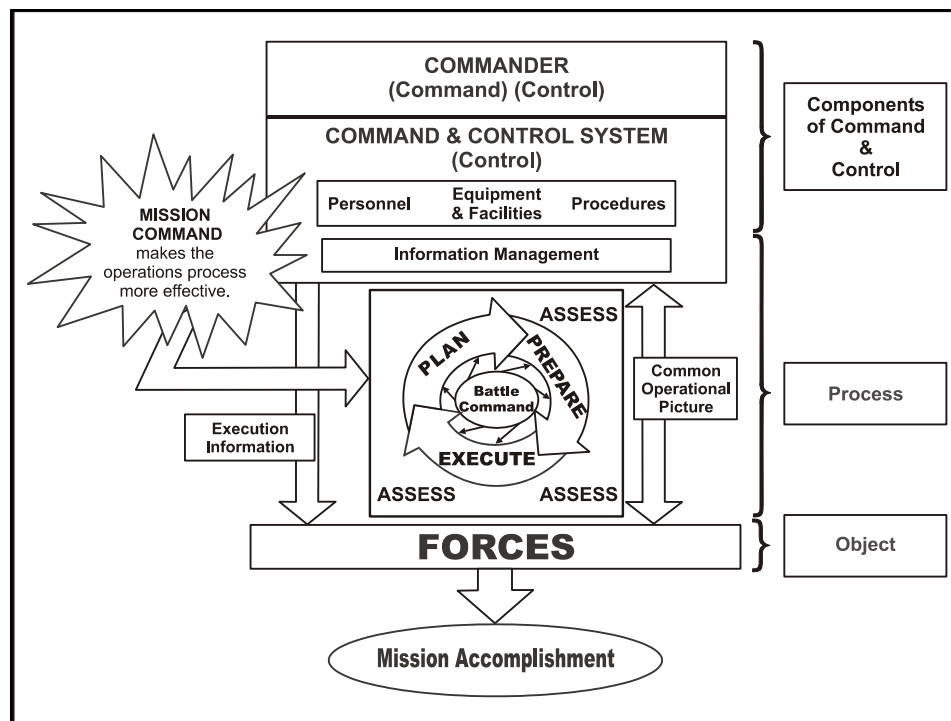 COMMANDER
(Command) (Control)
COMMAND & CONTROL SYSTEM
(Control)
Personnel
Equipment
& Facilities
Procedures
Information Management
Components
of Command
&
Control
MISSION
COMMAND
makes the
operations process
more effective.
ASSESS
PLAN
PREPARE
Battle
Command
EXECUTE
ASSESS
ASSESS
Execution
Information
Common
Operational
Picture
Process
FORCES
Object
Mission Accomplishment